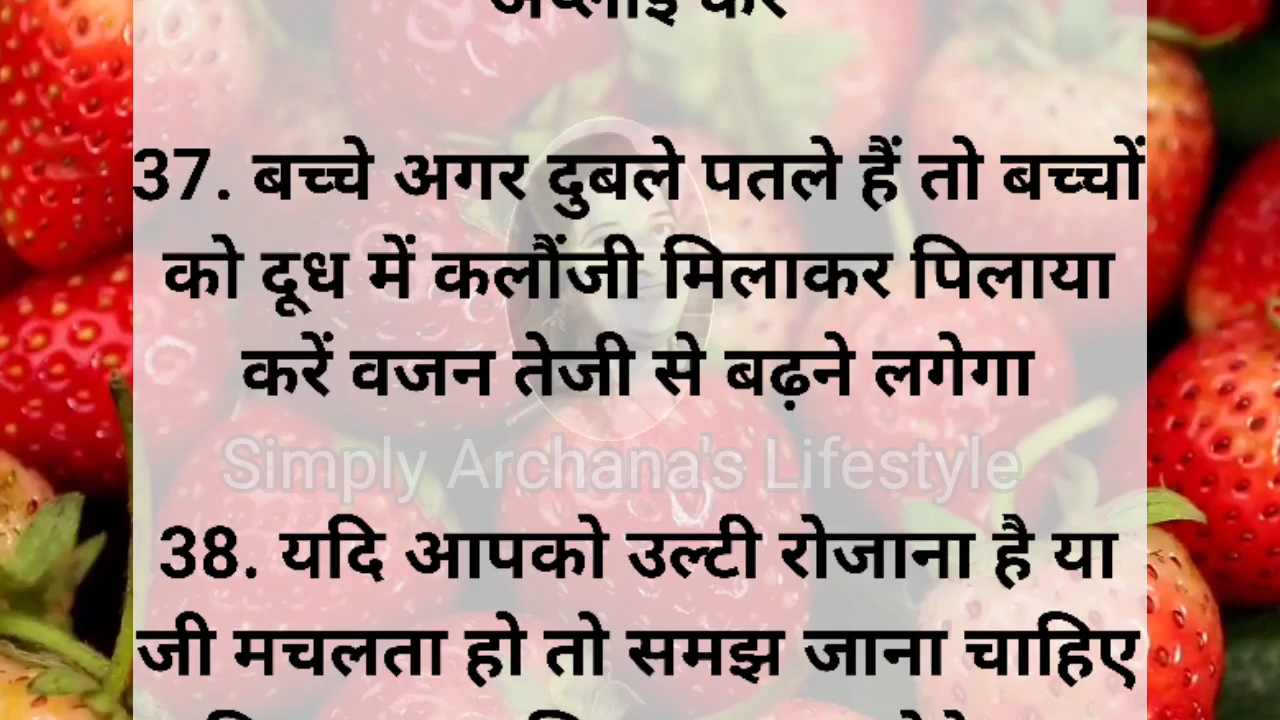 37. बच्चे अगर दुबले पतले हैं तो बच्चों
को दूध में कलौंजी मिलाकर पिलाया
करें वजन तेजी से बढ़ने लगेगा
Simply Archana's Lifestyle
38. यदि आपको उल्टी रोजाना है या
जी मचलता हो तो समझ जाना चाहिए